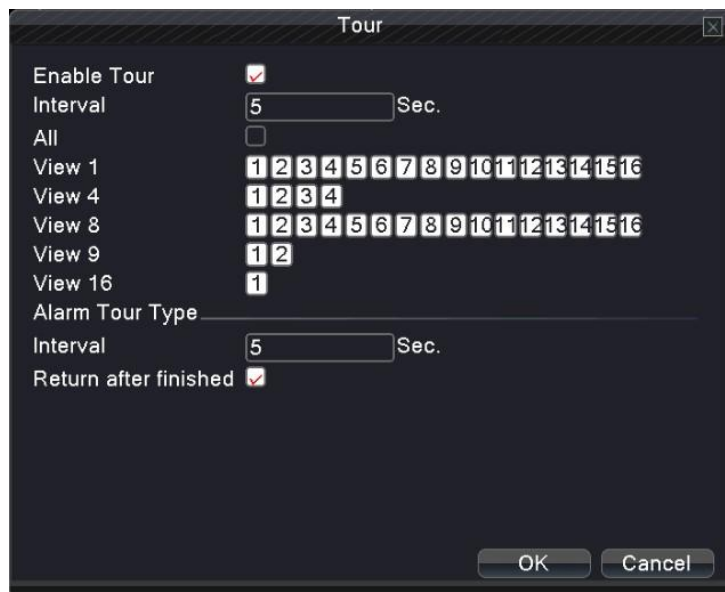 Tour
Enable Tour
Interval 5 Sec.
All
View 1 1 2 3 4 5 6 7 8 9 10 11 12 13 14 15 16
View 4 1 2 3 4
View 8 1 2 3 4 5 6 7 8 9 10 11 12 13 14 15 16
View 9 1 2
View 16 1
Alarm Tour Type
Interval 5 Sec.
Return after finished
OK Cancel